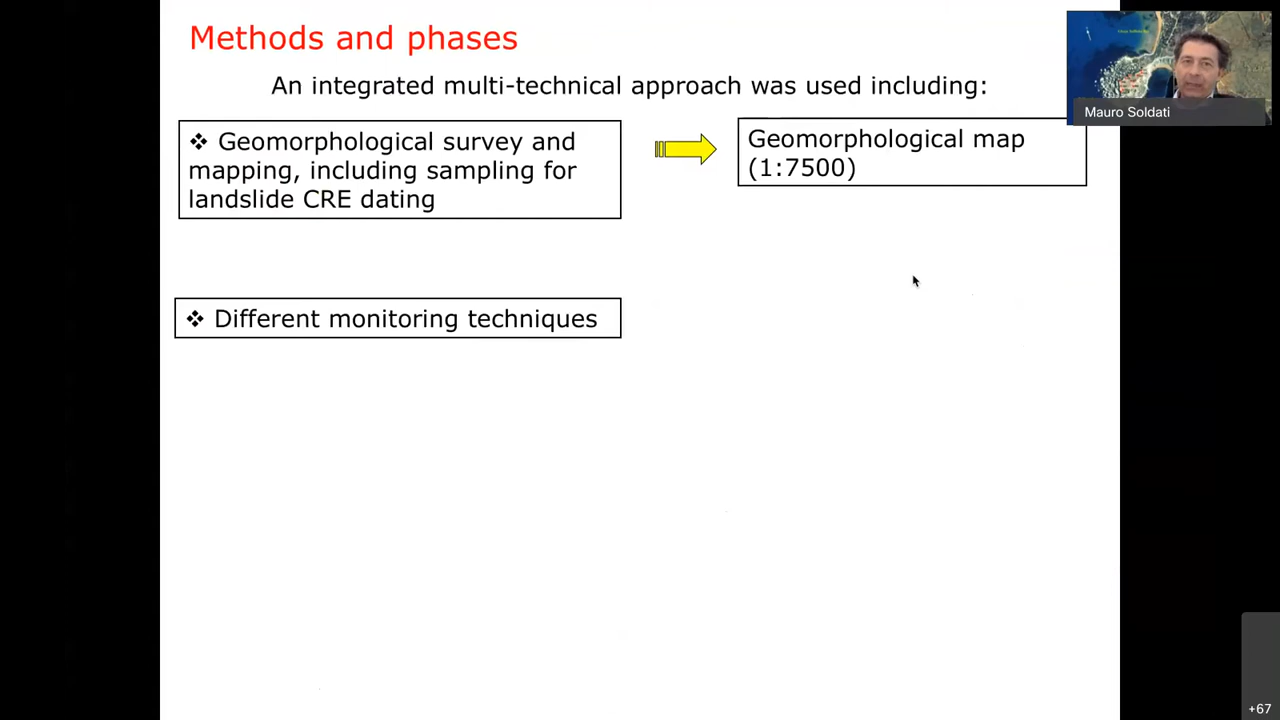 Methods and phases
An integrated multi-technical approach was used including:
❖ Geomorphological survey and
mapping, including sampling for
landslide CRE dating
Geomorphological map
(1:7500)
❖ Different monitoring techniques
Mauro Soldati
+67